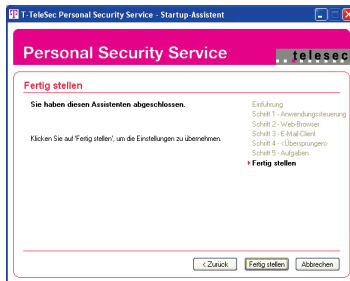 T-TeleSec Personal Security Service - Startup-Assistent
Personal Security Service
telesec
Fertig stellen
Sie haben diesen Assistenten abgeschlossen.
Klicken Sie auf 'Fertig stellen', um die Einstellungen zu übernehmen.
Einführung
Schritt 1 - Anwendungssteuerung
Schritt 2 - Web-Browser
Schritt 3 - E-Mail-Client
Schritt 4 - <Übersprungen>
Schritt 5 - Aufgaben
Fertig stellen
< Zurück
Fertig stellen
Abbrechen